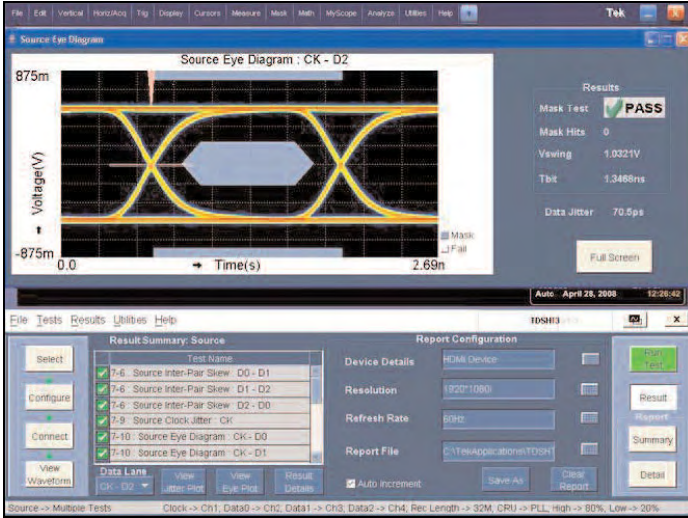 File Edit Vertical Horiz/Acq Trig Display Cursors Measure Mask Math MyScope Analyze Utilities Help Tek
Source Eye Diagram
Source Eye Diagram : CK - D2
875m
Voltage(V)
-875m
0.0
Time(s)
2.69n
Mask
Fail
Results
Mask Test PASS
Mask Hits 0
Vswing 1.0321V
Tbit 1.3468ns
Data Jitter 70.5ps
Full Screen
Auto April 28, 2008 12:26:42
File Tests Results Utilities Help TDSHT3
Select
Configure
Connect
View Waveform
Result Summary: Source
Test Name
7-6 : Source Inter-Pair Skew : D0 - D1
7-6 : Source Inter-Pair Skew : D1 - D2
7-6 : Source Inter-Pair Skew : D2 - D0
7-9 : Source Clock Jitter : CK
7-10 : Source Eye Diagram : CK - D0
7-10 : Source Eye Diagram : CK - D1
Data Lane
CK - D2
View Jitter Plot
View Eye Plot
Result Details
Report Configuration
Device Details HDMI Device
Resolution 1920*1080i
Refresh Rate 60Hz
Report File C:\TekApplications\TDSHT
Auto Increment
Save As
Clear Report
Run Test
Result
Report
Summary
Detail
Source -> Multiple Tests Clock -> Ch1, Data0 -> Ch2, Data1 -> Ch3, Data2 -> Ch4, Rec Length -> 32M, CRU -> PLL, High -> 80%, Low -> 20%